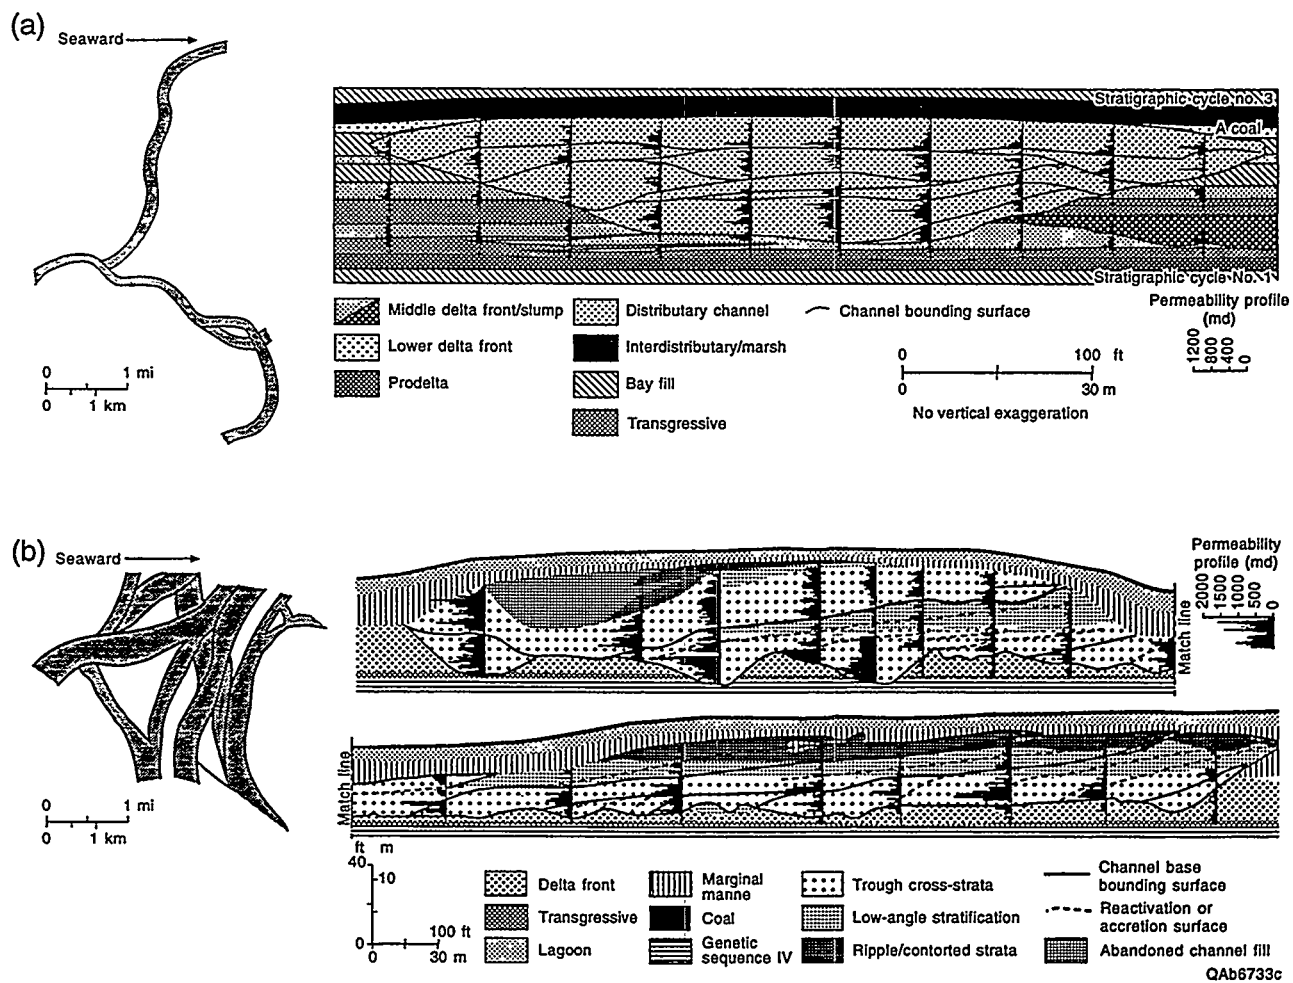 (a)
Seaward
Stratigraphic cycle no. 3
A coal
Stratigraphic cycle No. 1
0 1 mi
0 1 km
Middle delta front/slump
Lower delta front
Prodelta
Distributary channel
Interdistributary/marsh
Bay fill
Transgressive
Channel bounding surface
0 100 ft
0 30 m
No vertical exaggeration
Permeability profile
(md)
1200
800
400
0
(b)
Seaward
0 1 mi
0 1 km
Match line
Permeability
profile (md)
2000
1500
1000
500
0
Match line
ft m
40
10
0
100 ft
0 30 m
Delta front
Transgressive
Lagoon
Marginal
manne
Coal
Genetic
sequence IV
Trough cross-strata
Low-angle stratification
Ripple/contorted strata
Channel base
bounding surface
Reactivation or
accretion surface
Abandoned channel fill
QAb6733c